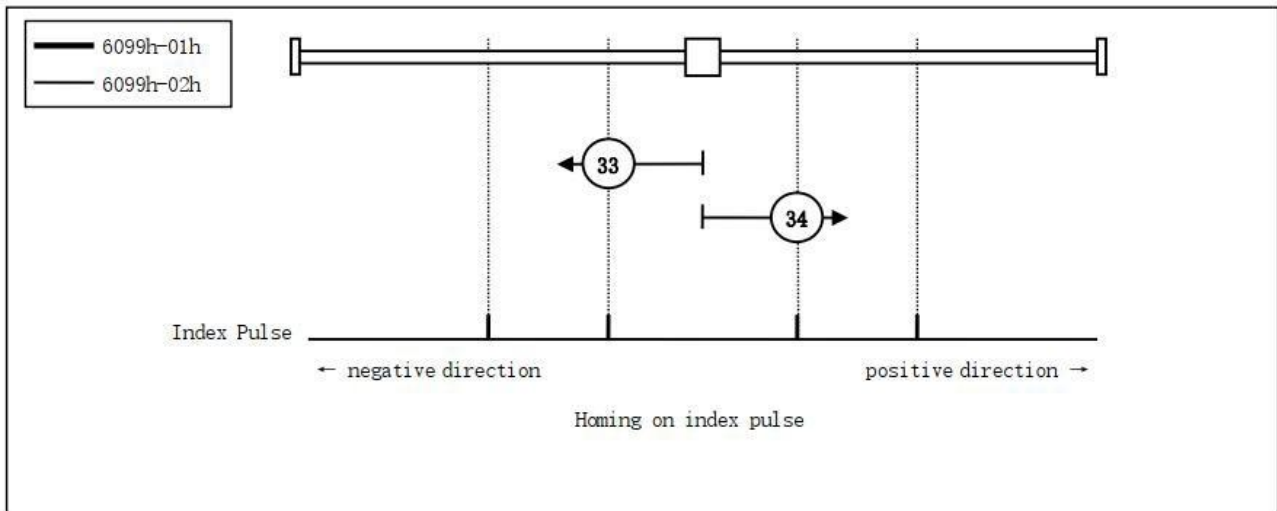 6099h-01h
6099h-02h
33
34
Index Pulse
← negative direction
positive direction →
Homing on index pulse